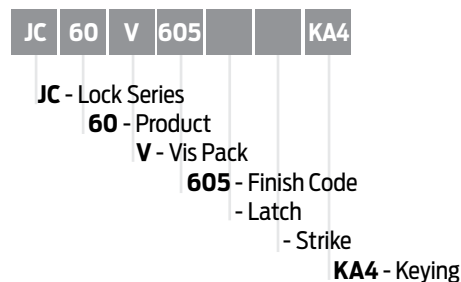 JC 60 V 605 KA4
JC - Lock Series
60 - Product
V - Vis Pack
605 - Finish Code
- Latch
- Strike
KA4 - Keying